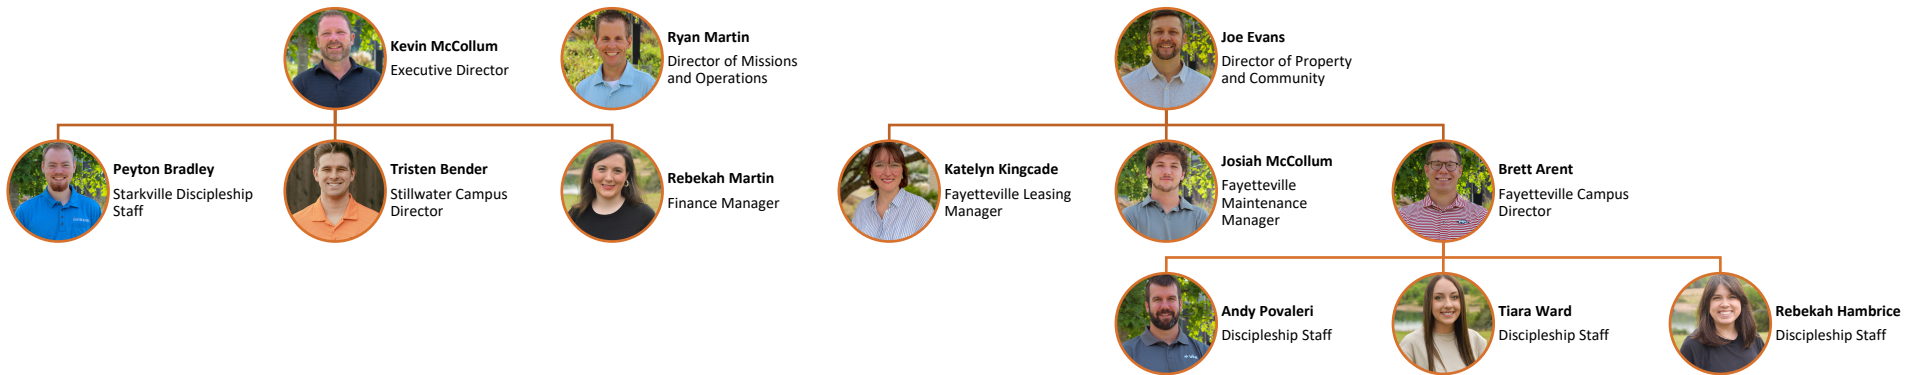 Kevin McCollum
Executive Director
Ryan Martin
Director of Missions
and Operations
Joe Evans
Director of Property
and Community
Peyton Bradley
Starkville Discipleship
Staff
Tristen Bender
Stillwater Campus
Director
Rebekah Martin
Finance Manager
Katelyn Kingcade
Fayetteville Leasing
Manager
Josiah McCollum
Fayetteville
Maintenance
Manager
Brett Arent
Fayetteville Campus
Director
Andy Povaleri
Discipleship Staff
Tiara Ward
Discipleship Staff
Rebekah Hambrice
Discipleship Staff